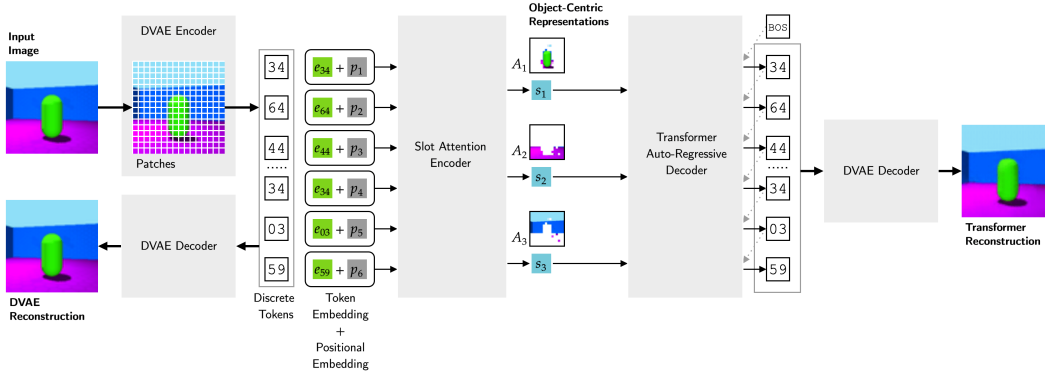 Input
Image
DVAE Encoder
Patches
34
64
44
......
34
03
59
Discrete
Tokens
e34 + p1
e64 + p2
e44 + p3
e34 + p4
e03 + p5
e59 + p6
Token
Embedding
+
Positional
Embedding
DVAE Decoder
DVAE
Reconstruction
Slot Attention
Encoder
Object-Centric
Representations
A1
s1
A2
s2
A3
s3
Transformer
Auto-Regressive
Decoder
BOS
34
64
44
......
34
03
59
DVAE Decoder
Transformer
Reconstruction